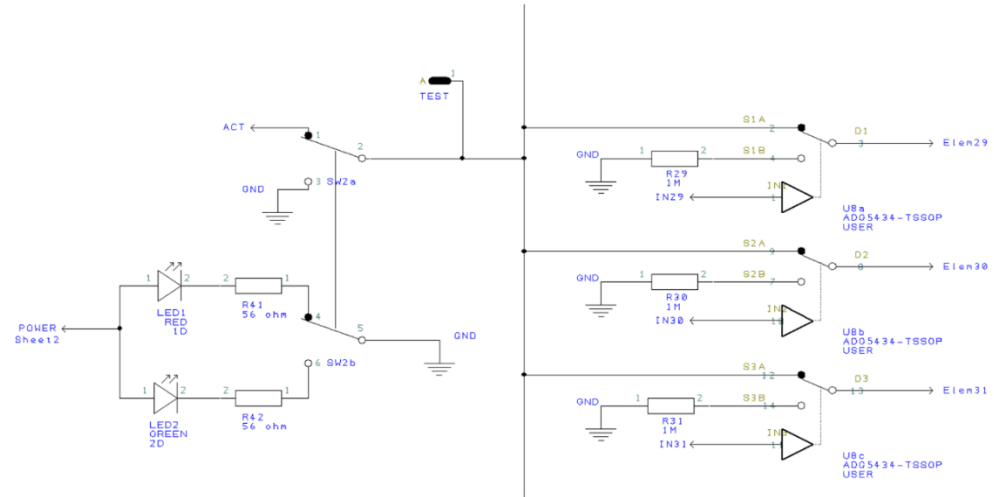 A 1
TEST
ACT
1
2
GND
3 SW2a
1 2
2 1
LED1
RED
1D
R41
56 ohm
4
5
GND
POWER
Sheet2
6 SW2b
1 2
2 1
LED2
GREEN
2D
R42
56 ohm
S1A
2
D1
3
Elem29
GND
1 2
S1B
4
R29
1M
IN29
1
U8a
ADG5434-TSSOP
USER
S2A
9
D2
8
Elem30
GND
1 2
S2B
7
R30
1M
IN30
10
U8b
ADG5434-TSSOP
USER
S3A
12
D3
13
Elem31
GND
1 2
S3B
14
R31
1M
IN31
U8c
ADG5434-TSSOP
USER